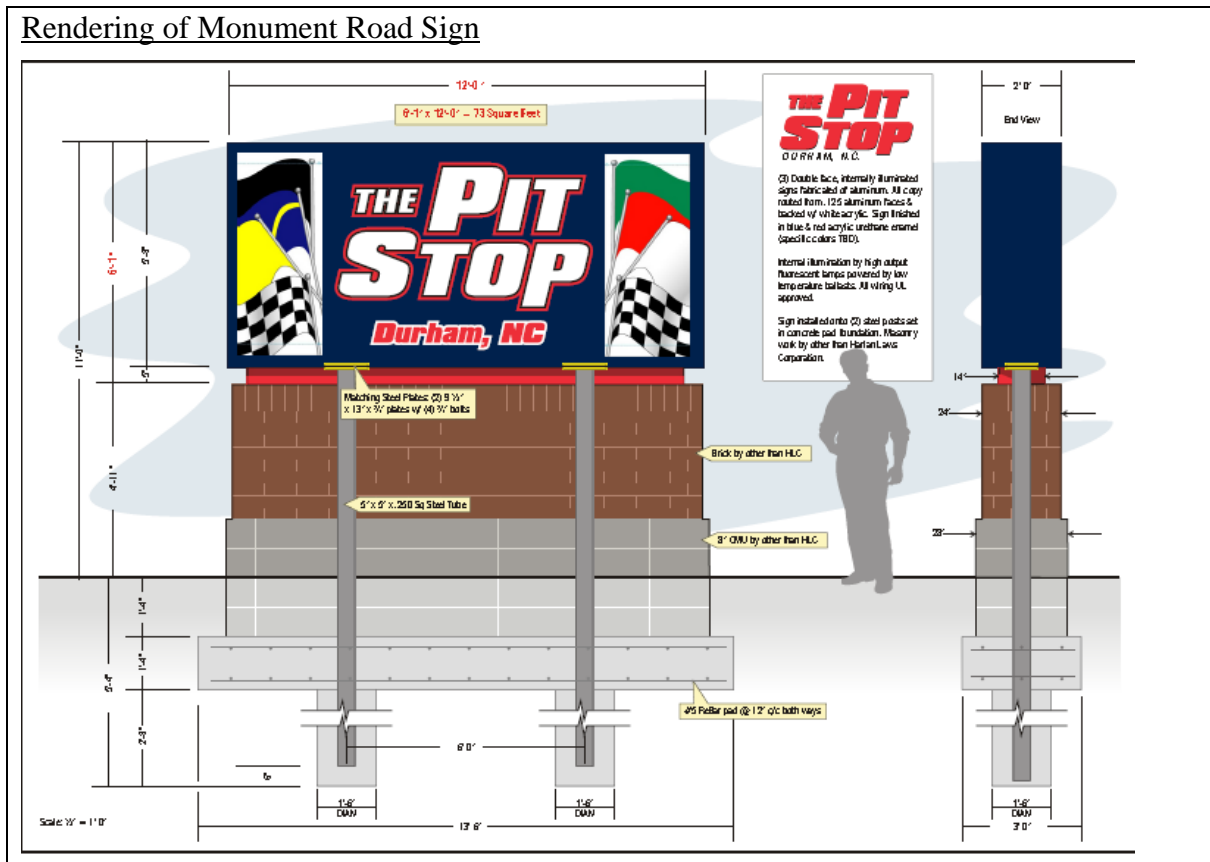 Rendering of Monument Road Sign
12'-0"
6'-1" x 12'-0" = 73 Square Feet
THE PIT
STOP
Durham, NC
THE PIT
STOP
DURHAM, N.C.
(3) Double face, internally illuminated
signs fabricated of aluminum. All copy
routed from .125 aluminum faces &
backed w/ white acrylic. Sign finished
in blue & red acrylic urethane enamel
(specific colors TBD).
Internal illumination by high output
fluorescent lamps powered by low
temperature ballasts. All wiring UL
approved.
Sign installed onto (2) steel posts set
in concrete pad foundation. Masonry
work by other than Harlan Laws
Corporation.
2'0"
End View
11'-0"
6'-1"
4'-11"
Matching Steel Plates: (2) 9 ½"
x 13" x ¾" plates w/ (4) ¾" bolts
Brick by other than HLC
5" x 5" x .250 Sq Steel Tube
8" CMU by other than HLC
14"
24"
28"
1'-4"
1'-4"
5'-4"
2'-8"
#5 ReBar pad @ 12" o/c both ways
6'0"
1'-6"
DIAM
1'-6"
DIAM
13'6"
1'-6"
DIAM
3'0"
Scale: ½" = 1'0"